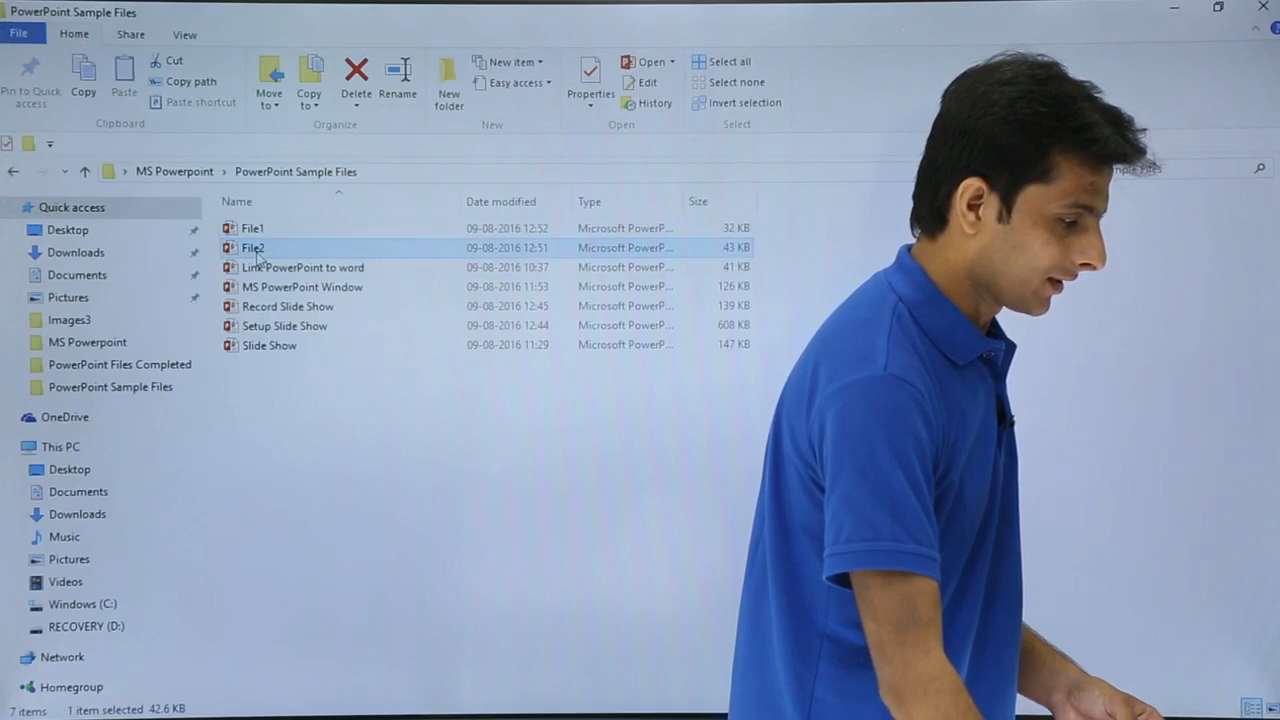 PowerPoint Sample Files
File Home Share View
Pin to Quick access
Copy
Paste
Cut
Copy path
Paste shortcut
Clipboard
Move to
Copy to
Delete
Rename
Organize
New folder
New item
Easy access
New
Properties
Open
Edit
History
Open
Select all
Select none
Invert selection
Select
MS Powerpoint > PowerPoint Sample Files
Name Date modified Type Size
File1 09-08-2016 12:52 Microsoft PowerP... 32 KB
File2 09-08-2016 12:51 Microsoft PowerP... 43 KB
Link PowerPoint to word 09-08-2016 10:37 Microsoft PowerP... 41 KB
MS PowerPoint Window 09-08-2016 11:53 Microsoft PowerP... 126 KB
Record Slide Show 09-08-2016 12:45 Microsoft PowerP... 139 KB
Setup Slide Show 09-08-2016 12:44 Microsoft PowerP... 608 KB
Slide Show 09-08-2016 11:29 Microsoft PowerP... 147 KB
Quick access
Desktop
Downloads
Documents
Pictures
Images3
MS Powerpoint
PowerPoint Files Completed
PowerPoint Sample Files
OneDrive
This PC
Desktop
Documents
Downloads
Music
Pictures
Videos
Windows (C:)
RECOVERY (D:)
Network
Homegroup
7 items 1 item selected 42.6 KB